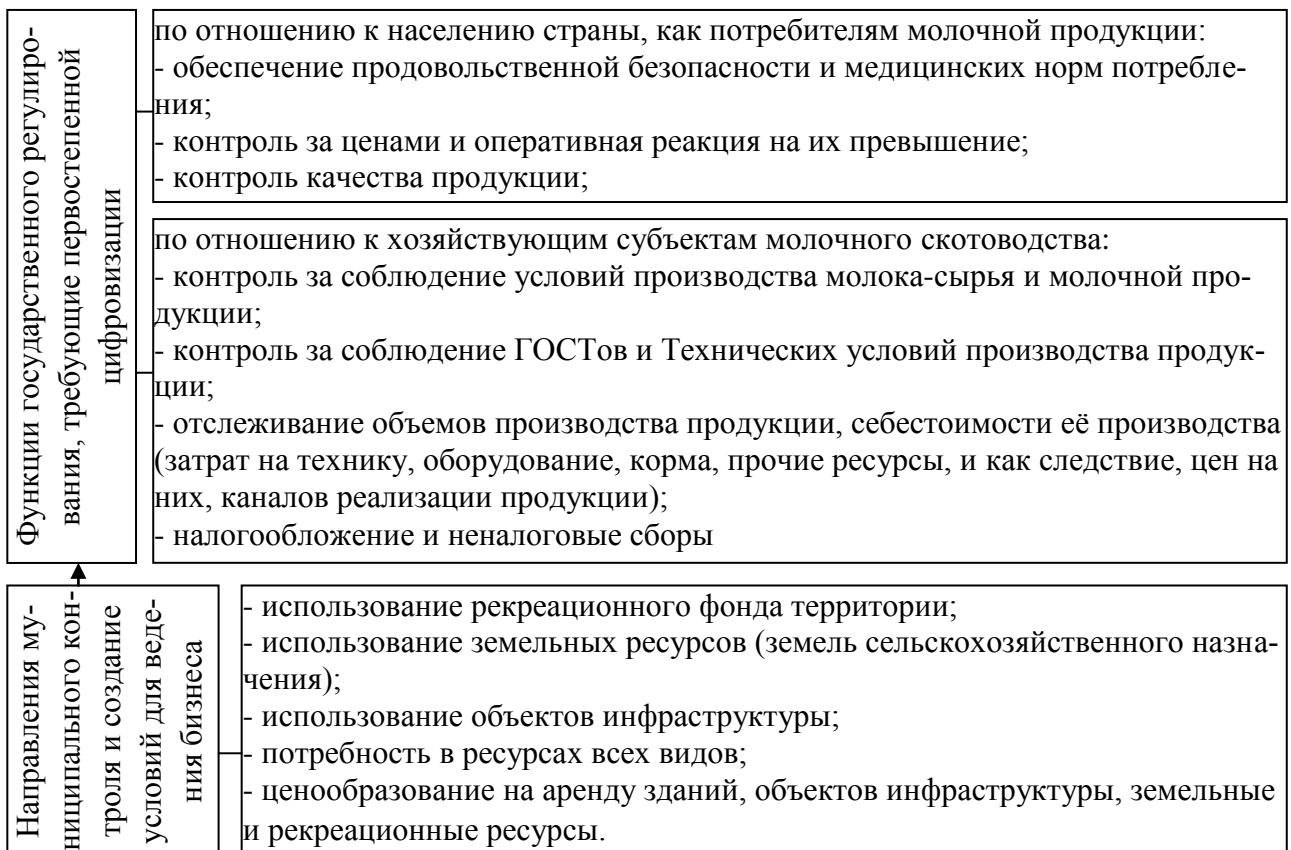 Функции государственного регулиро-
вания, требующие первостепенной
цифровизации
по отношению к населению страны, как потребителям молочной продукции:
- обеспечение продовольственной безопасности и медицинских норм потребле-
ния;
- контроль за ценами и оперативная реакция на их превышение;
- контроль качества продукции;
по отношению к хозяйствующим субъектам молочного скотоводства:
- контроль за соблюдение условий производства молока-сырья и молочной про-
дукции;
- контроль за соблюдение ГОСТов и Технических условий производства продук-
ции;
- отслеживание объемов производства продукции, себестоимости её производства
(затрат на технику, оборудование, корма, прочие ресурсы, и как следствие, цен на
них, каналов реализации продукции);
- налогообложение и неналоговые сборы
Направления му-
ниципального кон-
троля и создание
условий для веде-
ния бизнеса
- использование рекреационного фонда территории;
- использование земельных ресурсов (земель сельскохозяйственного назна-
чения);
- использование объектов инфраструктуры;
- потребность в ресурсах всех видов;
- ценообразование на аренду зданий, объектов инфраструктуры, земельные
и рекреационные ресурсы.